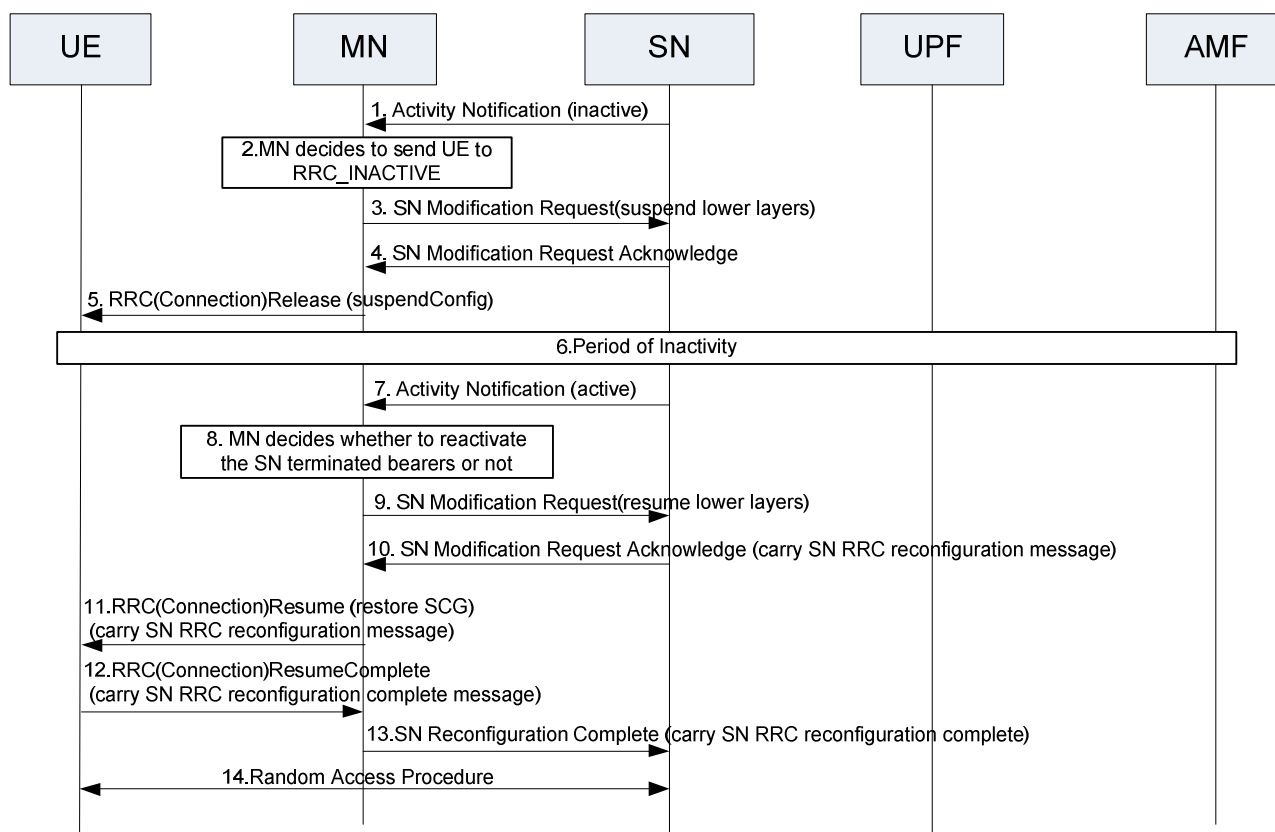 UE
MN
SN
UPF
AMF
1. Activity Notification (inactive)
2.MN decides to send UE to
RRC_INACTIVE
3. SN Modification Request(suspend lower layers)
4. SN Modification Request Acknowledge
5. RRC(Connection)Release (suspendConfig)
6.Period of Inactivity
7. Activity Notification (active)
8. MN decides whether to reactivate
the SN terminated bearers or not
9. SN Modification Request(resume lower layers)
10. SN Modification Request Acknowledge (carry SN RRC reconfiguration message)
11.RRC(Connection)Resume (restore SCG)
(carry SN RRC reconfiguration message)
12.RRC(Connection)ResumeComplete
(carry SN RRC reconfiguration complete message)
13.SN Reconfiguration Complete (carry SN RRC reconfiguration complete)
14.Random Access Procedure